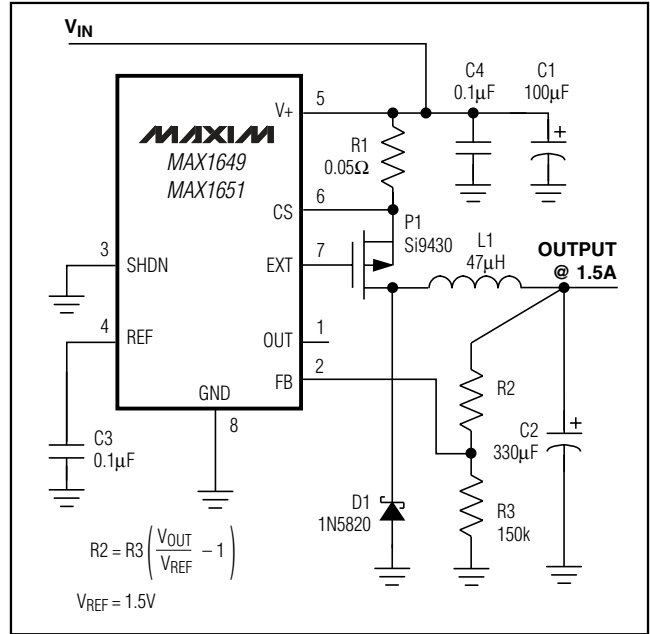 VIN
MAXIM
MAX1649
MAX1651
V+
5
CS
6
EXT
7
OUT
1
FB
2
3
SHDN
4
REF
GND
8
C3
0.1µF
R1
0.05Ω
C4
0.1µF
C1
100µF
+
P1
Si9430
L1
47µH
OUTPUT
@ 1.5A
R2
C2
330µF
+
R3
150k
D1
1N5820
R2 = R3 ( VOUT / VREF – 1 )
VREF = 1.5V